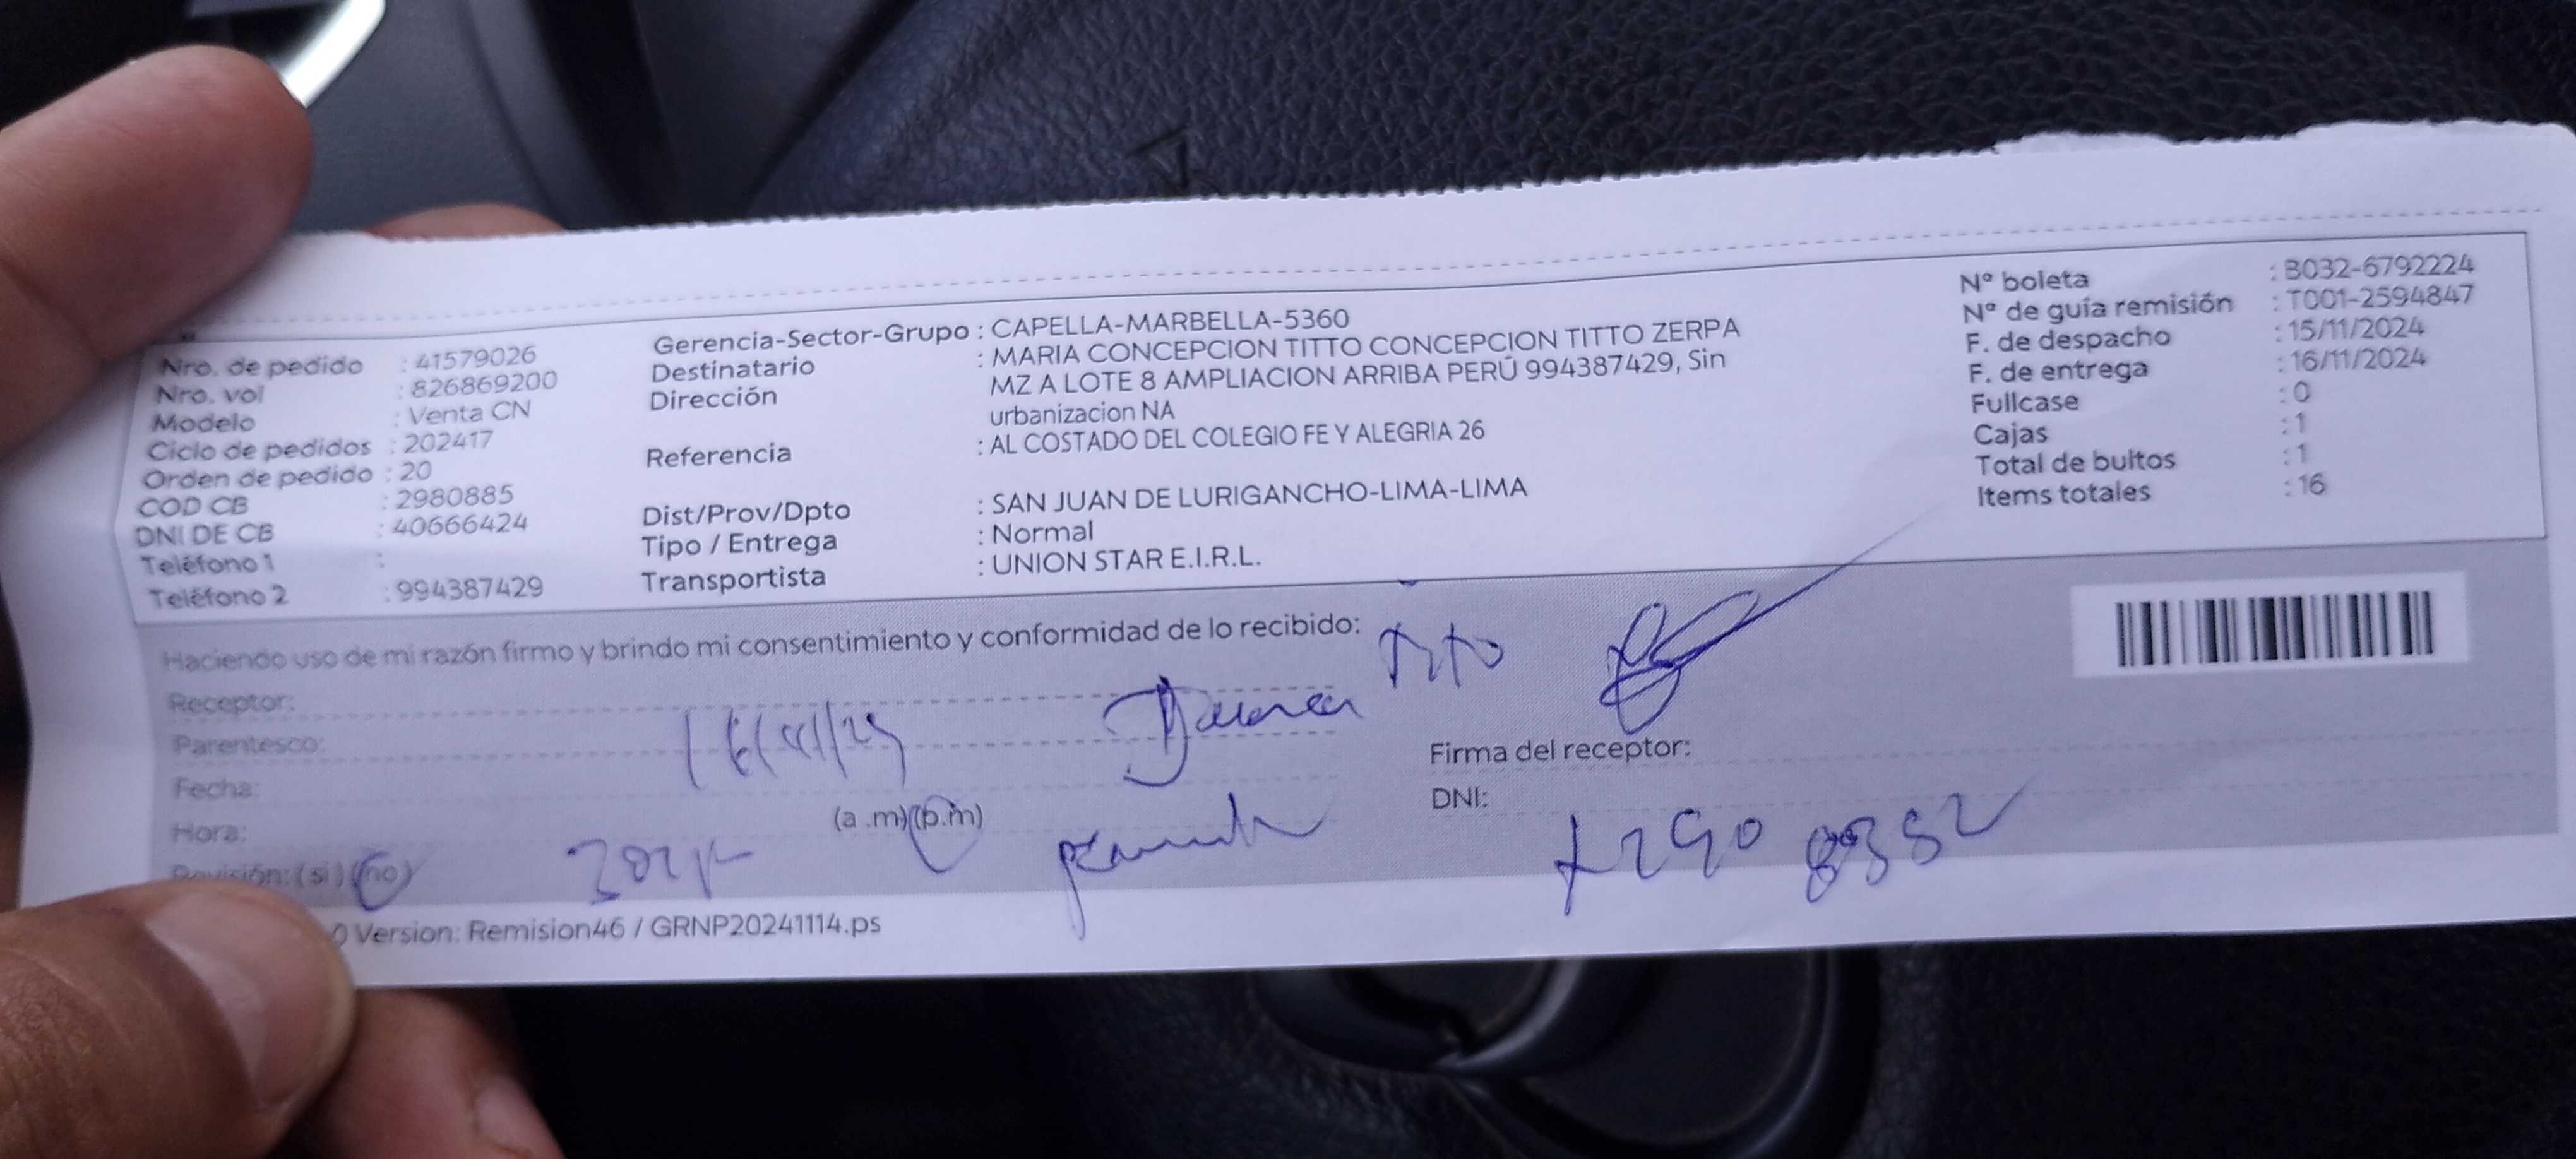 Nro. de pedido : 41579026
Nro. vol : 826869200
Modelo : Venta CN
Ciclo de pedidos : 202417
Orden de pedido : 20
COD CB : 2980885
DNI DE CB : 40666424
Teléfono 1 :
Teléfono 2 : 994387429
Gerencia-Sector-Grupo : CAPELLA-MARBELLA-5360
Destinatario : MARIA CONCEPCION TITTO CONCEPCION TITTO ZERPA
Dirección MZ A LOTE 8 AMPLIACION ARRIBA PERÚ 994387429, Sin
urbanizacion NA
Referencia : AL COSTADO DEL COLEGIO FE Y ALEGRIA 26
Dist/Prov/Dpto : SAN JUAN DE LURIGANCHO-LIMA-LIMA
Tipo / Entrega : Normal
Transportista : UNION STAR E.I.R.L.
Nº boleta : B032-6792224
Nº de guía remisión : T001-2594847
F. de despacho : 15/11/2024
F. de entrega : 16/11/2024
Fullcase : 0
Cajas : 1
Total de bultos : 1
Items totales : 16
Haciendo uso de mi razón firmo y brindo mi consentimiento y conformidad de lo recibido:
Receptor: Titto
Parentesco:
Fecha:
Hora: (a .m)(p.m)
Revisión: (si) (no)
Firma del receptor:
DNI:
Version: Remision46 / GRNP20241114.ps